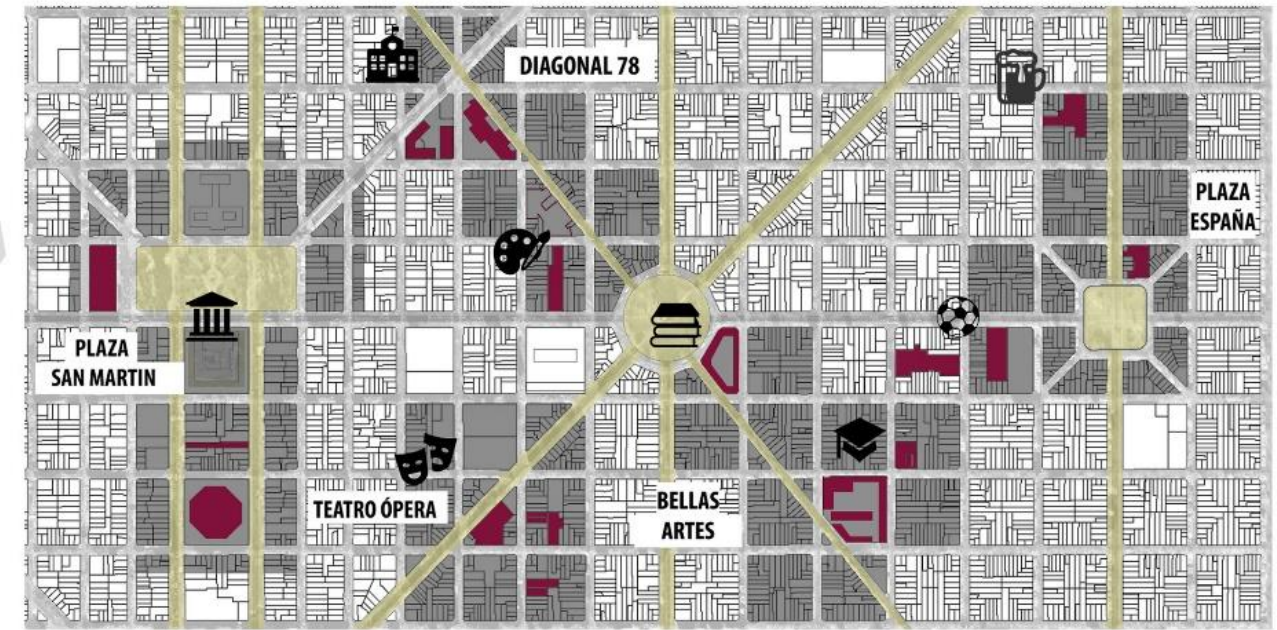 DIAGONAL 78
PLAZA
ESPAÑA
PLAZA
SAN MARTIN
TEATRO ÓPERA
BELLAS
ARTES